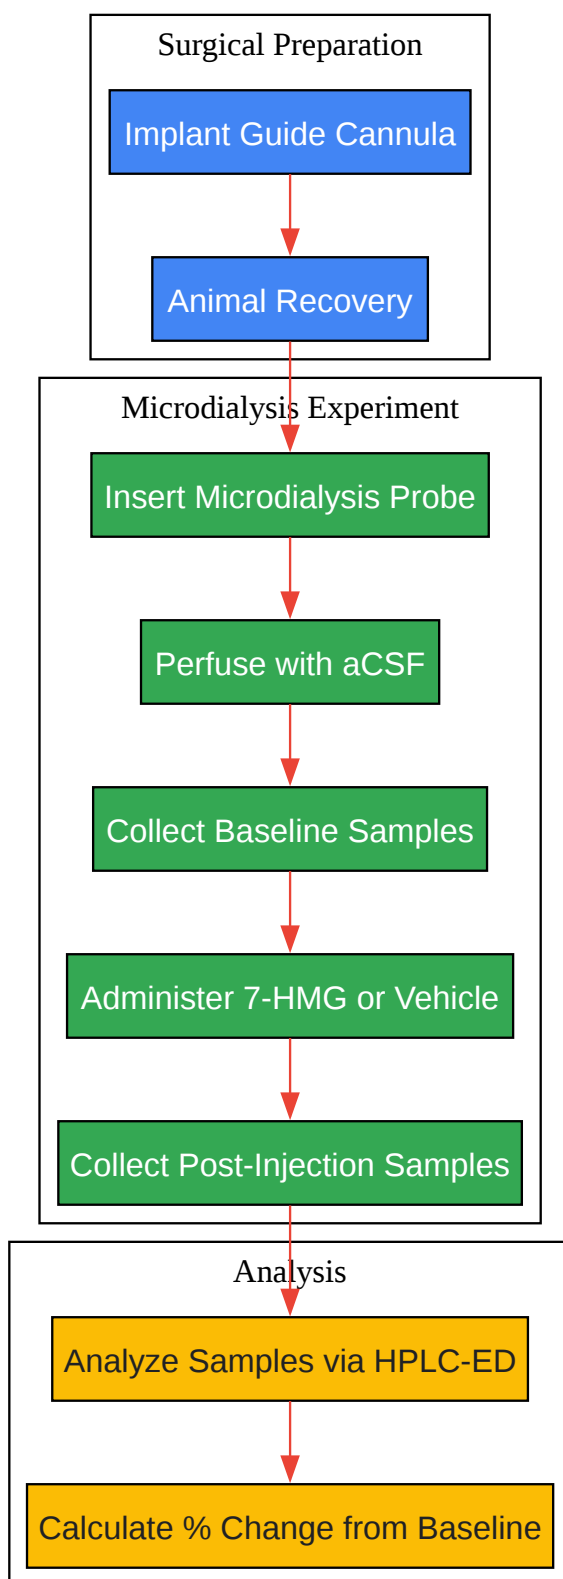 Surgical Preparation
Implant Guide Cannula
Animal Recovery
Microdialysis Experiment
Insert Microdialysis Probe
Perfuse with aCSF
Collect Baseline Samples
Administer 7-HMG or Vehicle
Collect Post-Injection Samples
Analysis
Analyze Samples via HPLC-ED
Calculate % Change from Baseline